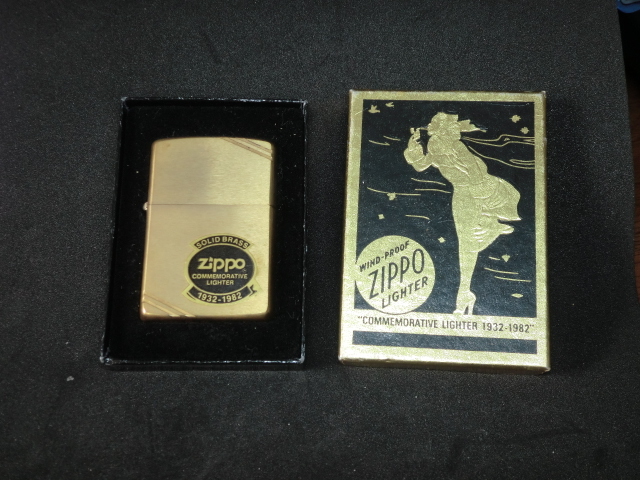 SOLID BRASS
Zippo
COMMEMORATIVE
LIGHTER
1932-1982
WIND-PROOF
ZIPPO
LIGHTER
"COMMEMORATIVE LIGHTER 1932-1982"